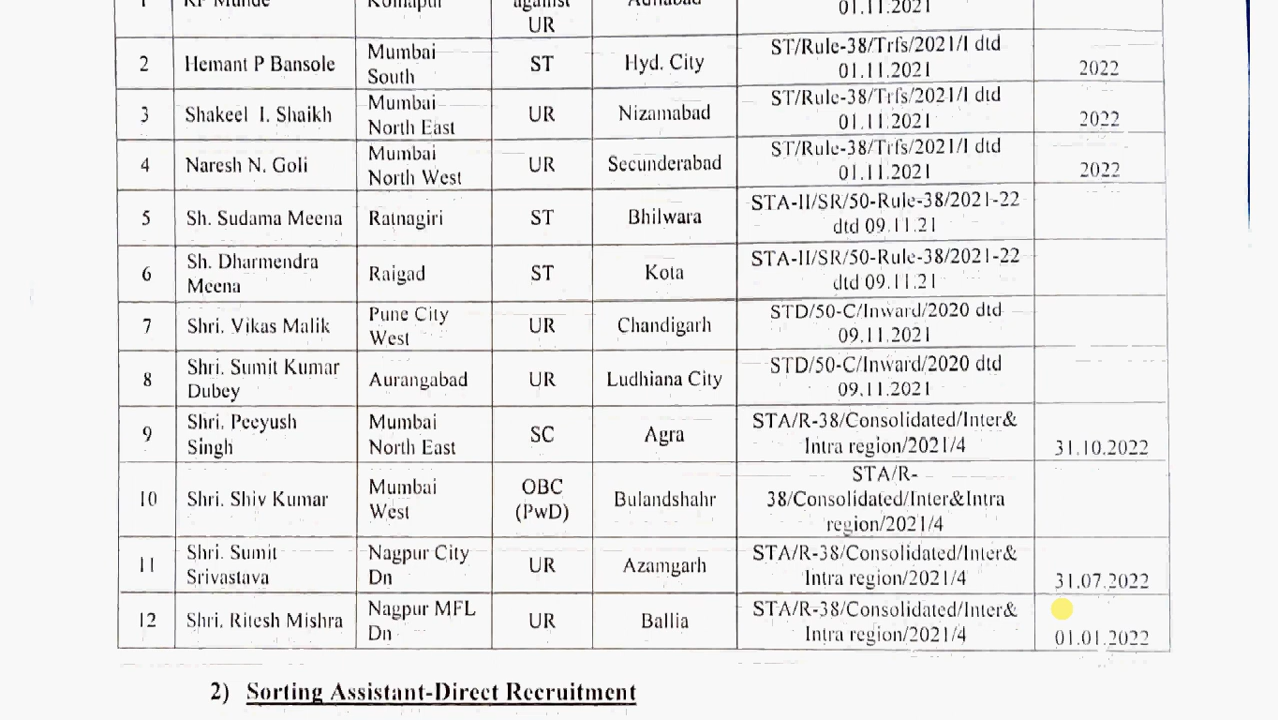 1 KP Munde Kolhapur against UR Adilabad 01.11.2021
2 Hemant P Bansole Mumbai South ST Hyd. City ST/Rule-38/Trfs/2021/I dtd 01.11.2021 2022
3 Shakeel I. Shaikh Mumbai North East UR Nizamabad ST/Rule-38/Trfs/2021/I dtd 01.11.2021 2022
4 Naresh N. Goli Mumbai North West UR Secunderabad ST/Rule-38/Trfs/2021/I dtd 01.11.2021 2022
5 Sh. Sudama Meena Ratnagiri ST Bhilwara STA-II/SR/50-Rule-38/2021-22 dtd 09.11.21
6 Sh. Dharmendra Meena Raigad ST Kota STA-II/SR/50-Rule-38/2021-22 dtd 09.11.21
7 Shri. Vikas Malik Pune City West UR Chandigarh STD/50-C/Inward/2020 dtd 09.11.2021
8 Shri. Sumit Kumar Dubey Aurangabad UR Ludhiana City STD/50-C/Inward/2020 dtd 09.11.2021
9 Shri. Peeyush Singh Mumbai North East SC Agra STA/R-38/Consolidated/Inter& Intra region/2021/4 31.10.2022
10 Shri. Shiv Kumar Mumbai West OBC (PwD) Bulandshahr STA/R-38/Consolidated/Inter&Intra region/2021/4
11 Shri. Sumit Srivastava Nagpur City Dn UR Azamgarh STA/R-38/Consolidated/Inter& Intra region/2021/4 31.07.2022
12 Shri. Ritesh Mishra Nagpur MFL Dn UR Ballia STA/R-38/Consolidated/Inter& Intra region/2021/4 01.01.2022
2) Sorting Assistant-Direct Recruitment